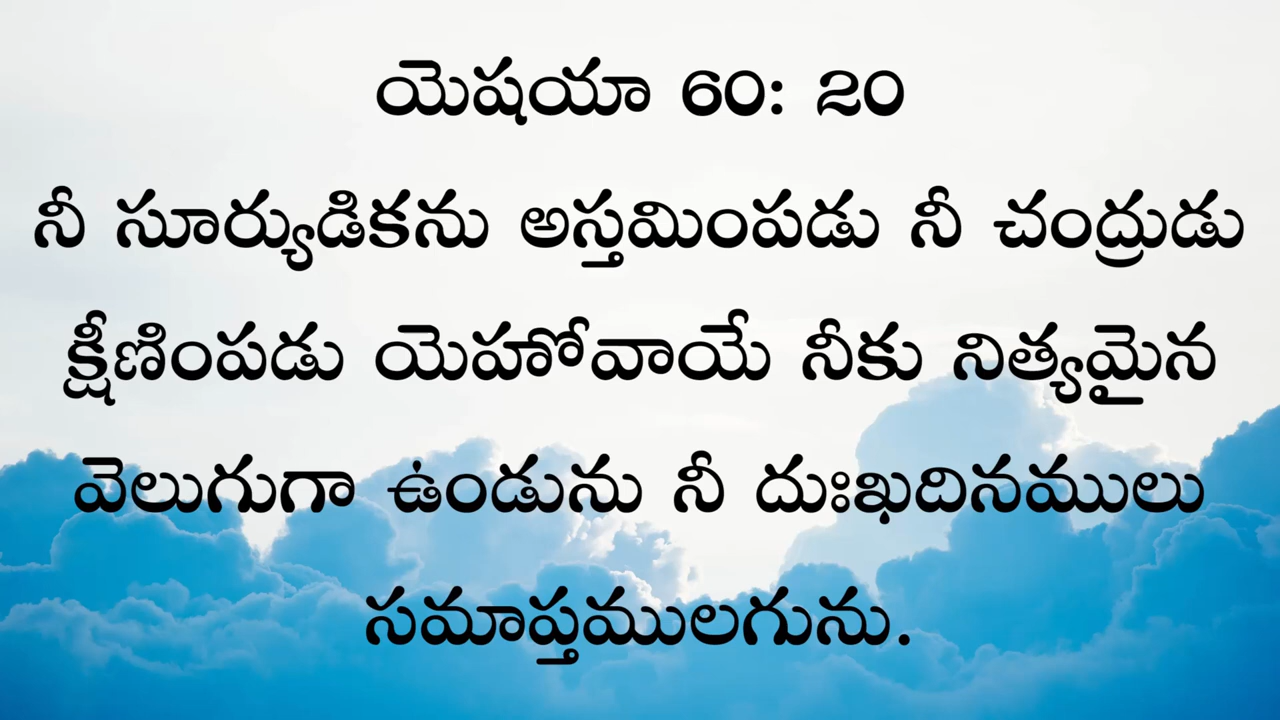 యెషయా 60: 20
నీ సూర్యుడికను అస్తమింపడు నీ చంద్రుడు
క్షీణింపడు యెహోవాయే నీకు నిత్యమైన
వెలుగుగా ఉండును నీ దుఃఖదినములు
సమాప్తములగును.